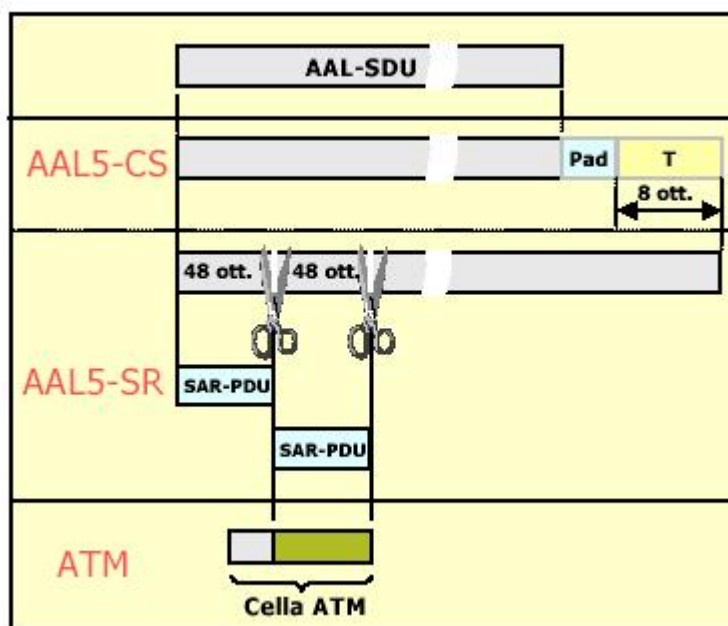 AAL-SDU
AAL5-CS
Pad
T
8 ott.
48 ott.
48 ott.
AAL5-SR
SAR-PDU
SAR-PDU
ATM
Cella ATM